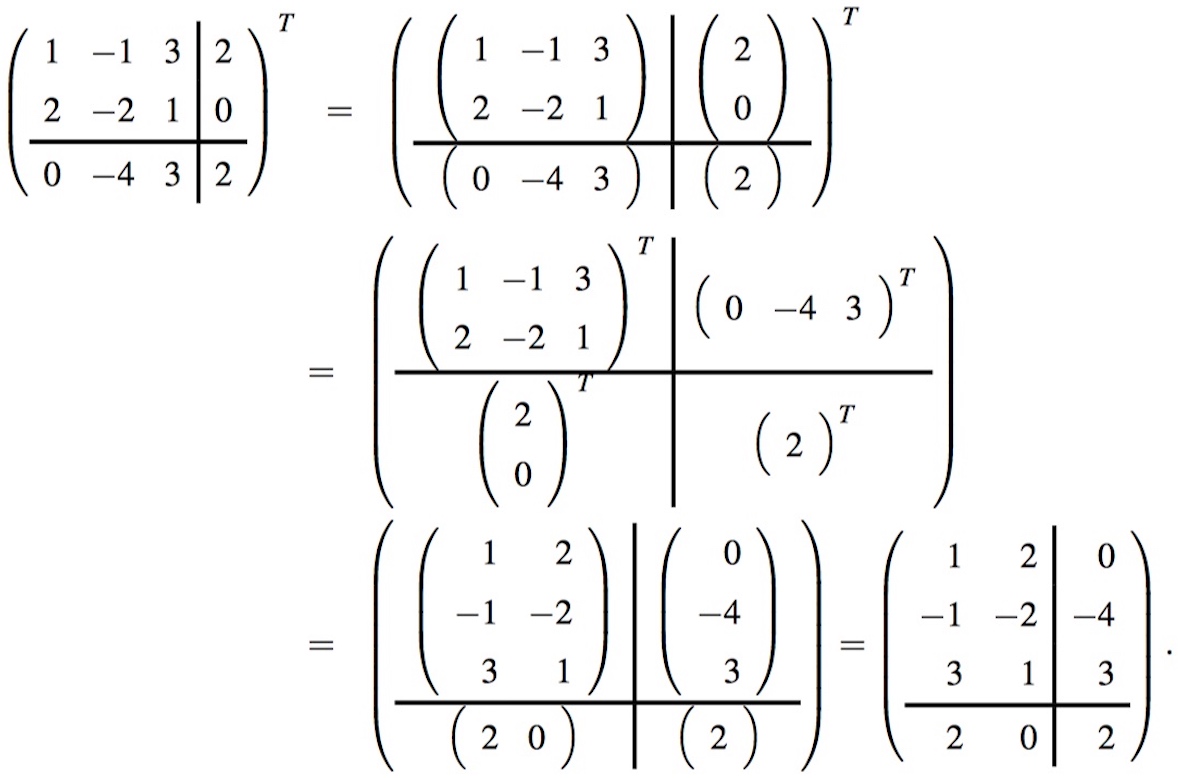 ( 1 −1 3 | 2 )^T = ( ( 1 −1 3 ) | ( 2 ) )^T
( 2 −2 1 | 0 ) ( ( 2 −2 1 ) | ( 0 ) )
( 0 −4 3 | 2 ) ( ( 0 −4 3 ) | ( 2 ) )
= ( ( 1 −1 3 )^T | ( 0 −4 3 )^T )
( ( 2 −2 1 ) | )
( ( 2 )^T | ( 2 )^T )
( ( 0 ) | )
= ( ( 1 2 ) | ( 0 ) ) = ( 1 2 | 0 ) .
( ( −1 −2 ) | ( −4 ) ) ( −1 −2 | −4 )
( ( 3 1 ) | ( 3 ) ) ( 3 1 | 3 )
( ( 2 0 ) | ( 2 ) ) ( 2 0 | 2 )